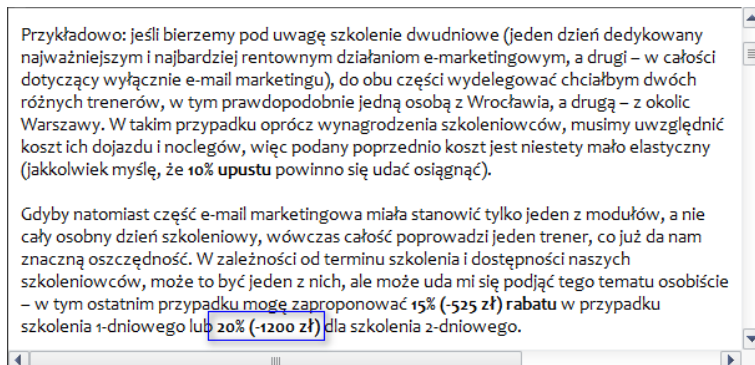 Przykładowo: jeśli bierzemy pod uwagę szkolenie dwudniowe (jeden dzień dedykowany
najważniejszym i najbardziej rentownym działaniom e-marketingowym, a drugi – w całości
dotyczący wyłącznie e-mail marketingu), do obu części wydelegować chciałbym dwóch
różnych trenerów, w tym prawdopodobnie jedną osobą z Wrocławia, a drugą – z okolic
Warszawy. W takim przypadku oprócz wynagrodzenia szkoleniowców, musimy uwzględnić
koszt ich dojazdu i noclegów, więc podany poprzednio koszt jest niestety mało elastyczny
(jakkolwiek myślę, że 10% upustu powinno się udać osiągnąć).
Gdyby natomiast część e-mail marketingowa miała stanowić tylko jeden z modułów, a nie
cały osobny dzień szkoleniowy, wówczas całość poprowadzi jeden trener, co już da nam
znaczną oszczędność. W zależności od terminu szkolenia i dostępności naszych
szkoleniowców, może to być jeden z nich, ale może uda mi się podjąć tego tematu osobiście
– w tym ostatnim przypadku mogę zaproponować 15% (-525 zł) rabatu w przypadku
szkolenia 1-dniowego lub 20% (-1200 zł) dla szkolenia 2-dniowego.